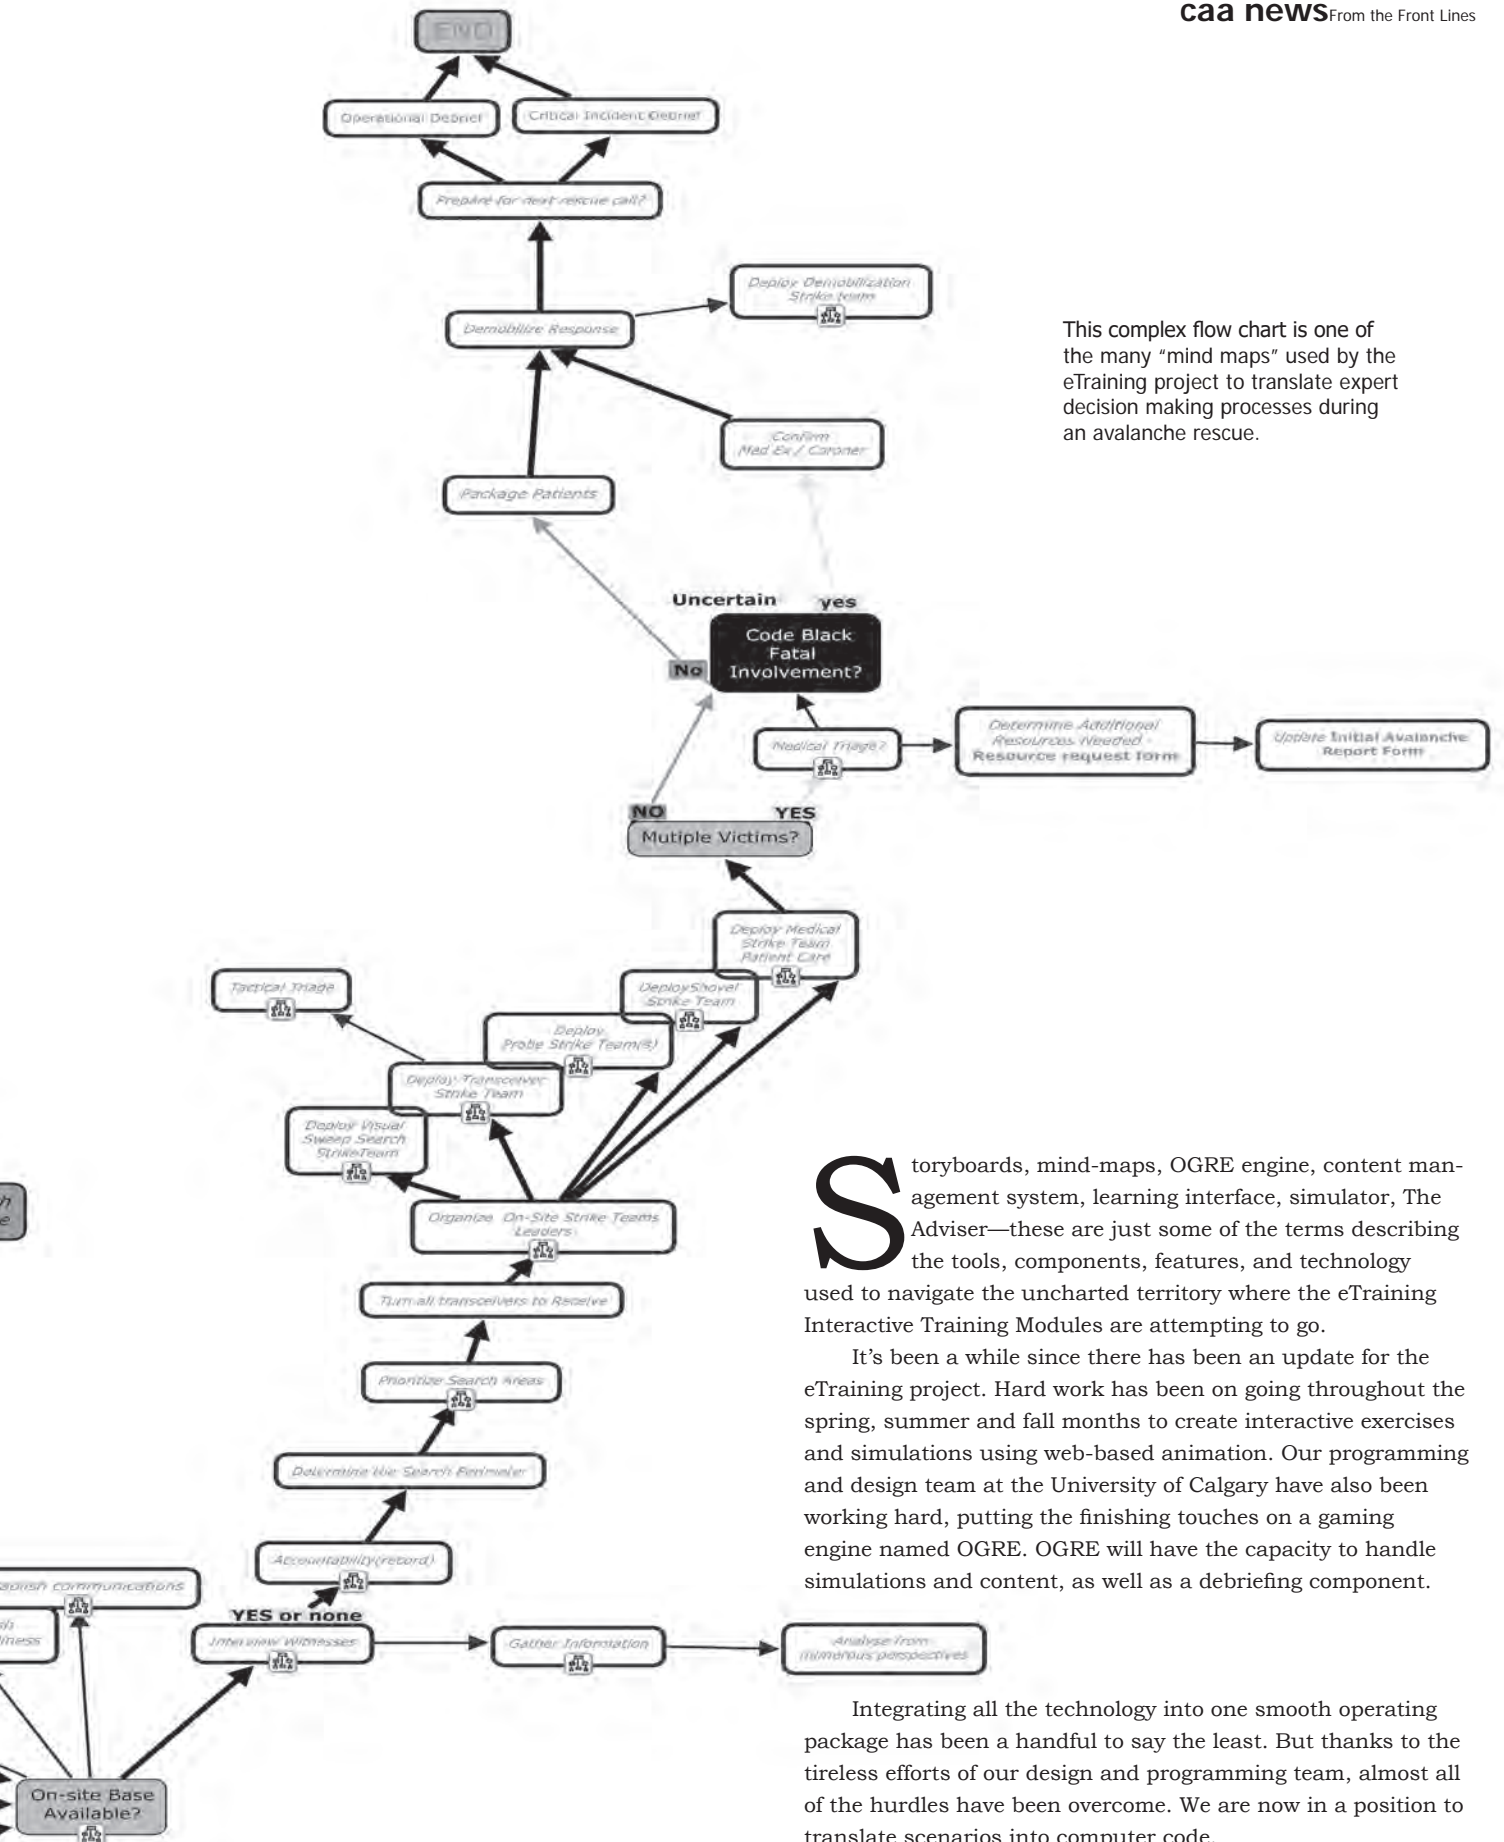 caa news From the Front Lines
END
Operational Debrief
Critical Incident Debrief
Prepare for next rescue call?
Deploy Demobilization
Strike team
Demobilize Response
This complex flow chart is one of
the many "mind maps" used by the
eTraining project to translate expert
decision making processes during
an avalanche rescue.
Confirm
Med Ex / Coroner
Package Patients
Uncertain yes
Code Black
Fatal
Involvement?
No
Medical Triage?
Determine Additional
Resources Needed -
Resource request form
Update Initial Avalanche
Report Form
NO YES
Mutiple Victims?
Deploy Medical
Strike Team
Patient Care
Tactical Triage
DeployShovel
Strike Team
Deploy
Probe Strike Team(s)
Deploy Transceiver
Strike Team
Deploy Visual
Sweep Search
StrikeTeam
Organize On-Site Strike Teams
Leaders
Turn all transceivers to Receive
Prioritize Search Areas
Determine the Search Perimeter
Accountability(record)
communications
YES or none
Interview Witnesses
Gather Information
Analyse from
numerous perspectives
On-site Base
Available?
Storyboards, mind-maps, OGRE engine, content man-
agement system, learning interface, simulator, The
Adviser—these are just some of the terms describing
the tools, components, features, and technology
used to navigate the uncharted territory where the eTraining
Interactive Training Modules are attempting to go.
It's been a while since there has been an update for the
eTraining project. Hard work has been on going throughout the
spring, summer and fall months to create interactive exercises
and simulations using web-based animation. Our programming
and design team at the University of Calgary have also been
working hard, putting the finishing touches on a gaming
engine named OGRE. OGRE will have the capacity to handle
simulations and content, as well as a debriefing component.
Integrating all the technology into one smooth operating
package has been a handful to say the least. But thanks to the
tireless efforts of our design and programming team, almost all
of the hurdles have been overcome. We are now in a position to
translate scenarios into computer code.